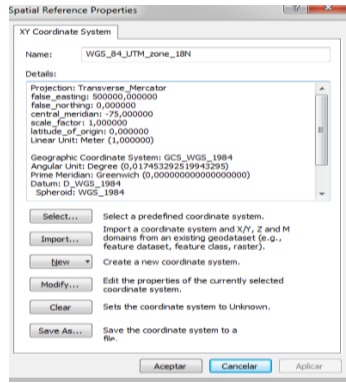 Spatial Reference Properties
XY Coordinate System
Name: WGS_84_UTM_zone_18N
Details:
Projection: Transverse_Mercator
false_easting: 500000,000000
false_northing: 0,000000
central_meridian: -75,000000
scale_factor: 1,000000
latitude_of_origin: 0,000000
Linear Unit: Meter (1,000000)
Geographic Coordinate System: GCS_WGS_1984
Angular Unit: Degree (0,017453292519943295)
Prime Meridian: Greenwich (0,000000000000000000)
Datum: D_WGS_1984
Spheroid: WGS_1984
Select... Select a predefined coordinate system.
Import a coordinate system and X/Y, Z and M
Import... domains from an existing geodataset (e.g.,
feature dataset, feature class, raster).
New Create a new coordinate system.
Modify... Edit the properties of the currently selected
coordinate system.
Clear Sets the coordinate system to Unknown.
Save As... Save the coordinate system to a
file.
Aceptar Cancelar Aplicar